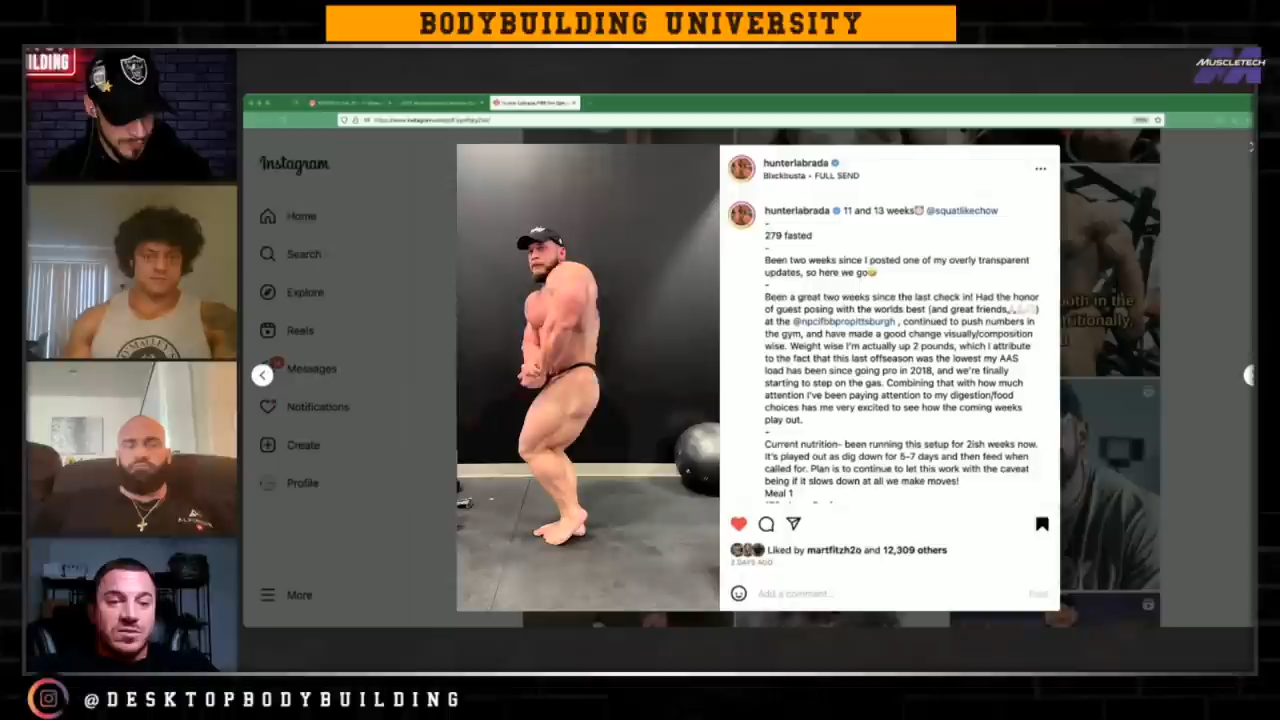 BODYBUILDING UNIVERSITY
ILDING
MUSCLETECH
Instagram
Home
Search
Explore
Reels
Messages
Notifications
Create
Profile
More
hunterlabrada
Blxckbusta • FULL SEND
hunterlabrada 11 and 13 weeks⏰ @squatlikechow
-
279 fasted
-
Been two weeks since I posted one of my overly transparent
updates, so here we go
-
Been a great two weeks since the last check in! Had the honor
of guest posing with the worlds best (and great friends
)
at the @npcifbbpropittsburgh , continued to push numbers in
the gym, and have made a good change visually/composition
wise. Weight wise I'm actually up 2 pounds, which I attribute
to the fact that this last offseason was the lowest my AAS
load has been since going pro in 2018, and we're finally
starting to step on the gas. Combining that with how much
attention I've been paying attention to my digestion/food
choices has me very excited to see how the coming weeks
play out.
-
Current nutrition- been running this setup for 2ish weeks now.
It's played out as dig down for 5-7 days and then feed when
called for. Plan is to continue to let this work with the caveat
being if it slows down at all we make moves!
Meal 1
Liked by martfitzh2o and 12,309 others
2 DAYS AGO
Add a comment...
Post
both in the
@DESKTOPBODYBUILDING